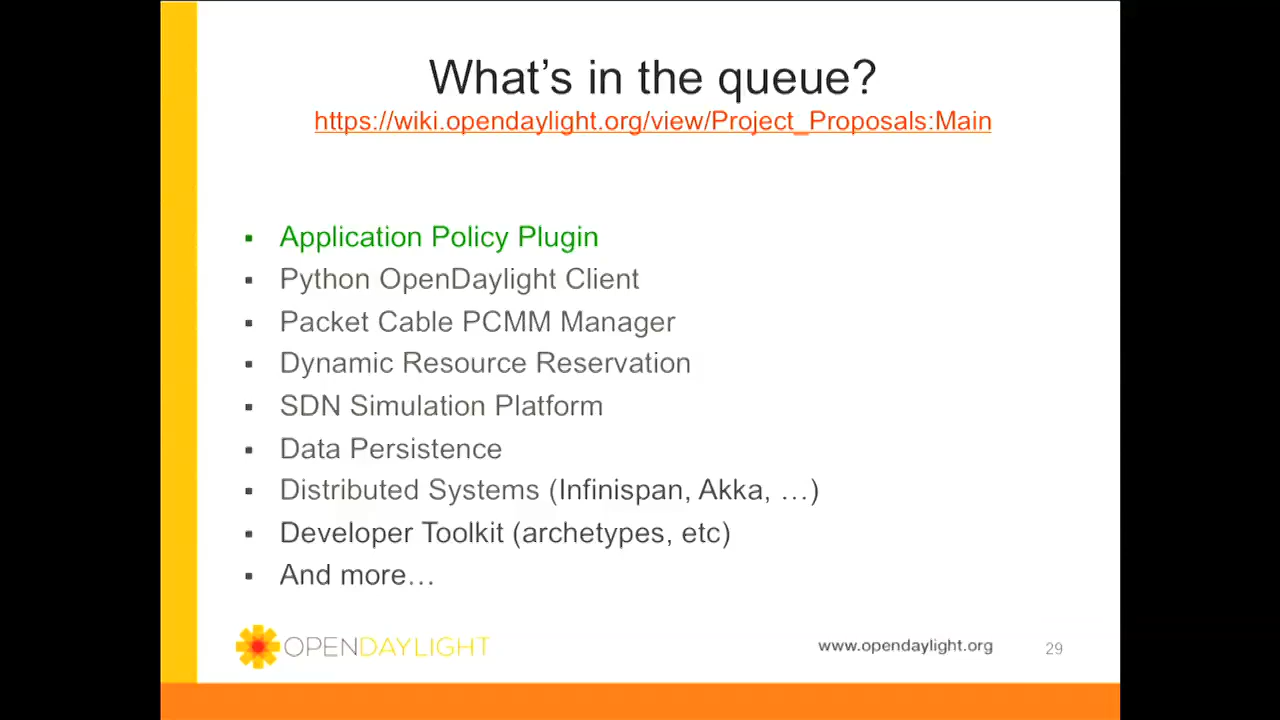 What’s in the queue?
https://wiki.opendaylight.org/view/Project_Proposals:Main
▪ Application Policy Plugin
▪ Python OpenDaylight Client
▪ Packet Cable PCMM Manager
▪ Dynamic Resource Reservation
▪ SDN Simulation Platform
▪ Data Persistence
▪ Distributed Systems (Infinispan, Akka, …)
▪ Developer Toolkit (archetypes, etc)
▪ And more…
OPENDAYLIGHT
www.opendaylight.org
29